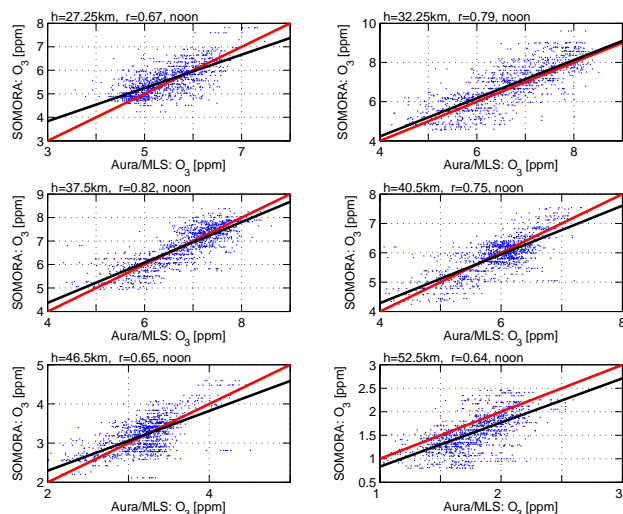 h=27.25km, r=0.67, noon
SOMORA: O3 [ppm]
8
7
6
5
4
3
3 5 7
Aura/MLS: O3 [ppm]
h=32.25km, r=0.79, noon
SOMORA: O3 [ppm]
10
8
6
4
4 6 8
Aura/MLS: O3 [ppm]
h=37.5km, r=0.82, noon
SOMORA: O3 [ppm]
9
8
7
6
5
4
4 6 8
Aura/MLS: O3 [ppm]
h=40.5km, r=0.75, noon
SOMORA: O3 [ppm]
8
7
6
5
4
4 6 8
Aura/MLS: O3 [ppm]
h=46.5km, r=0.65, noon
SOMORA: O3 [ppm]
5
4
3
2
2 4
Aura/MLS: O3 [ppm]
h=52.5km, r=0.64, noon
SOMORA: O3 [ppm]
3
2.5
2
1.5
1
0.5
1 2 3
Aura/MLS: O3 [ppm]